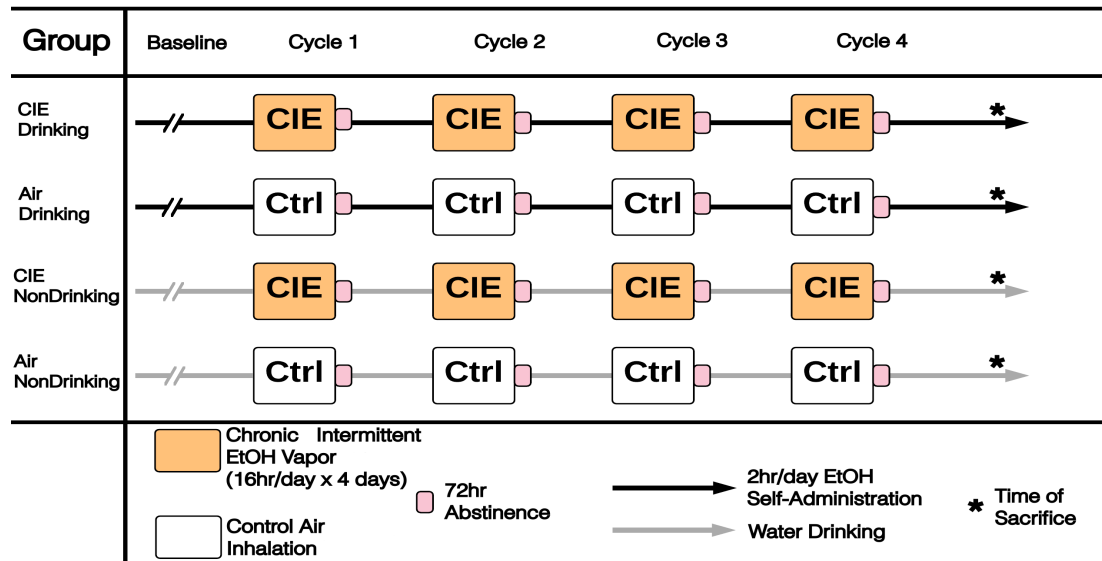 Group Baseline Cycle 1 Cycle 2 Cycle 3 Cycle 4
CIE
Drinking
CIE CIE CIE CIE *
Air
Drinking
Ctrl Ctrl Ctrl Ctrl *
CIE
NonDrinking
CIE CIE CIE CIE *
Air
NonDrinking
Ctrl Ctrl Ctrl Ctrl *
Chronic Intermittent
EtOH Vapor
(16hr/day x 4 days)
Control Air
Inhalation
72hr
Abstinence
2hr/day EtOH
Self-Administration
Water Drinking
* Time of
Sacrifice